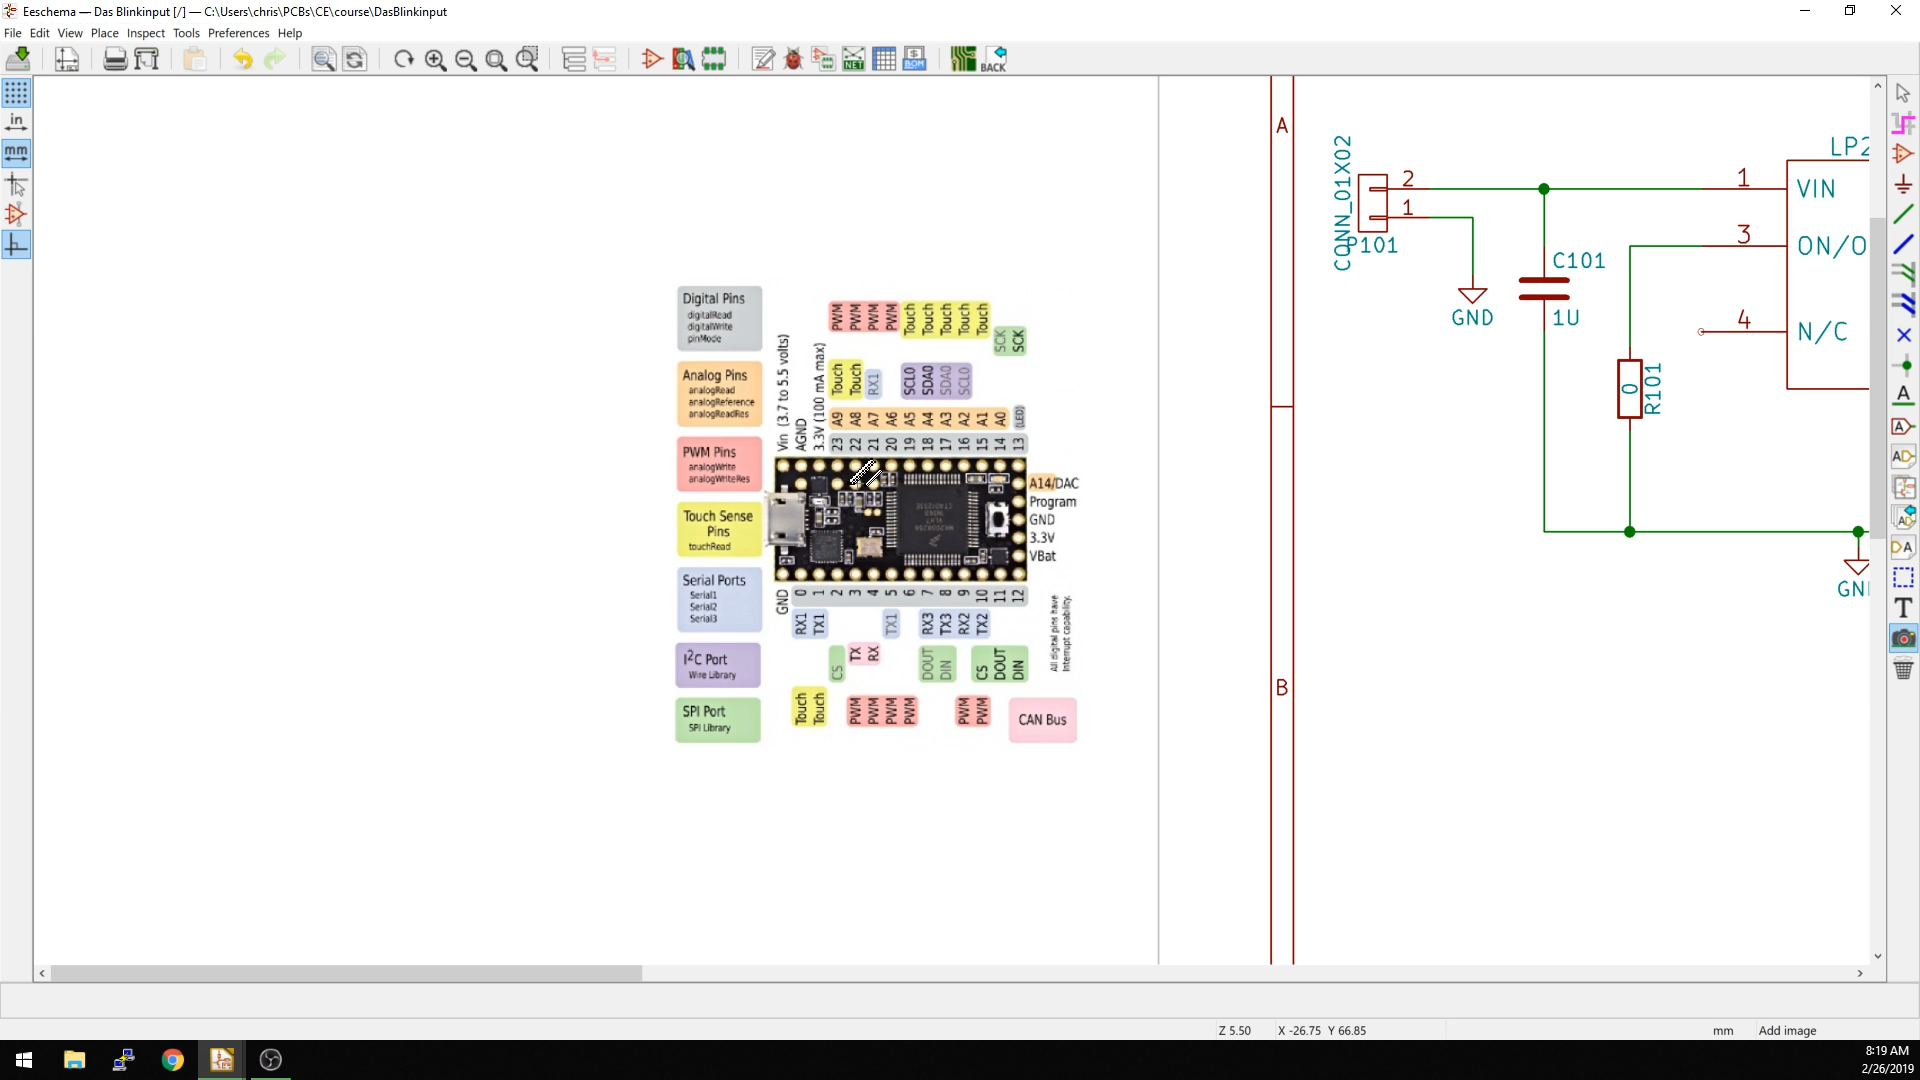 Eeschema — Das Blinkinput [/] — C:\Users\chris\PCBs\CE\course\DasBlinkinput
File Edit View Place Inspect Tools Preferences Help
NET
BOM
BACK
in
mm
A
B
CONN_01X02
P101
2
1
GND
C101
1U
R101
0
1
3
4
LP2
VIN
ON/O
N/C
GN
Digital Pins
digitalRead
digitalWrite
pinMode
Analog Pins
analogRead
analogReference
analogReadRes
PWM Pins
analogWrite
analogWriteRes
Touch Sense
Pins
touchRead
Serial Ports
Serial1
Serial2
Serial3
I2C Port
Wire Library
SPI Port
SPI Library
Vin (3.7 to 5.5 volts)
AGND
3.3V (100 mA max)
PWM PWM PWM PWM Touch Touch Touch Touch Touch
SCK SCK
Touch Touch RX1 SCL0 SDA0 SDA0 SCL0
A9 A8 A7 A6 A5 A4 A3 A2 A1 A0 (LED)
23 22 21 20 19 18 17 16 15 14 13
A14/DAC
Program
GND
3.3V
VBat
GND 0 1 2 3 4 5 6 7 8 9 10 11 12
RX1 TX1 TX1 RX3 TX3 RX2 TX2
CS TX RX DOUT DIN CS DOUT DIN
Touch Touch PWM PWM PWM PWM PWM PWM
CAN Bus
All digital pins have
Interrupt capability.
A
A
A
A
A
T
Z 5.50 X -26.75 Y 66.85 mm Add image
8:19 AM
2/26/2019